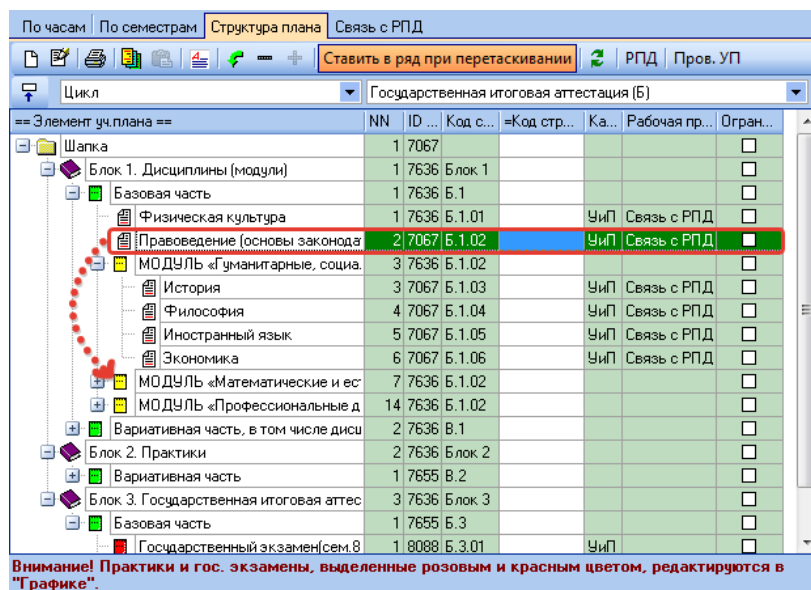 По часам По семестрам Структура плана Связь с РПД
Ставить в ряд при перетаскивании РПД Пров. УП
Цикл Государственная итоговая аттестация (Б)
== Элемент уч.плана == NN ID ... Код с... =Код стр... Ка... Рабочая пр... Огран...
Шапка 1 7067
Блок 1. Дисциплины (модули) 1 7636 Блок 1
Базовая часть 1 7636 Б.1
Физическая культура 1 7636 Б.1.01 УиП Связь с РПД
Правоведение (основы законода 2 7067 Б.1.02 УиП Связь с РПД
МОДУЛЬ «Гуманитарные, социа. 3 7636 Б.1.02
История 3 7067 Б.1.03 УиП Связь с РПД
Философия 4 7067 Б.1.04 УиП Связь с РПД
Иностранный язык 5 7067 Б.1.05 УиП Связь с РПД
Экономика 6 7067 Б.1.06 УиП Связь с РПД
МОДУЛЬ «Математические и ес 7 7636 Б.1.02
МОДУЛЬ «Профессиональные д 14 7636 Б.1.02
Вариативная часть, в том числе дисц 2 7636 В.1
Блок 2. Практики 2 7636 Блок 2
Вариативная часть 1 7655 В.2
Блок 3. Государственная итоговая аттес 3 7636 Блок 3
Базовая часть 1 7655 Б.3
Государственный экзамен(сем.8 1 8088 Б.3.01 УиП
Внимание! Практики и гос. экзамены, выделенные розовым и красным цветом, редактируются в
"Графике".